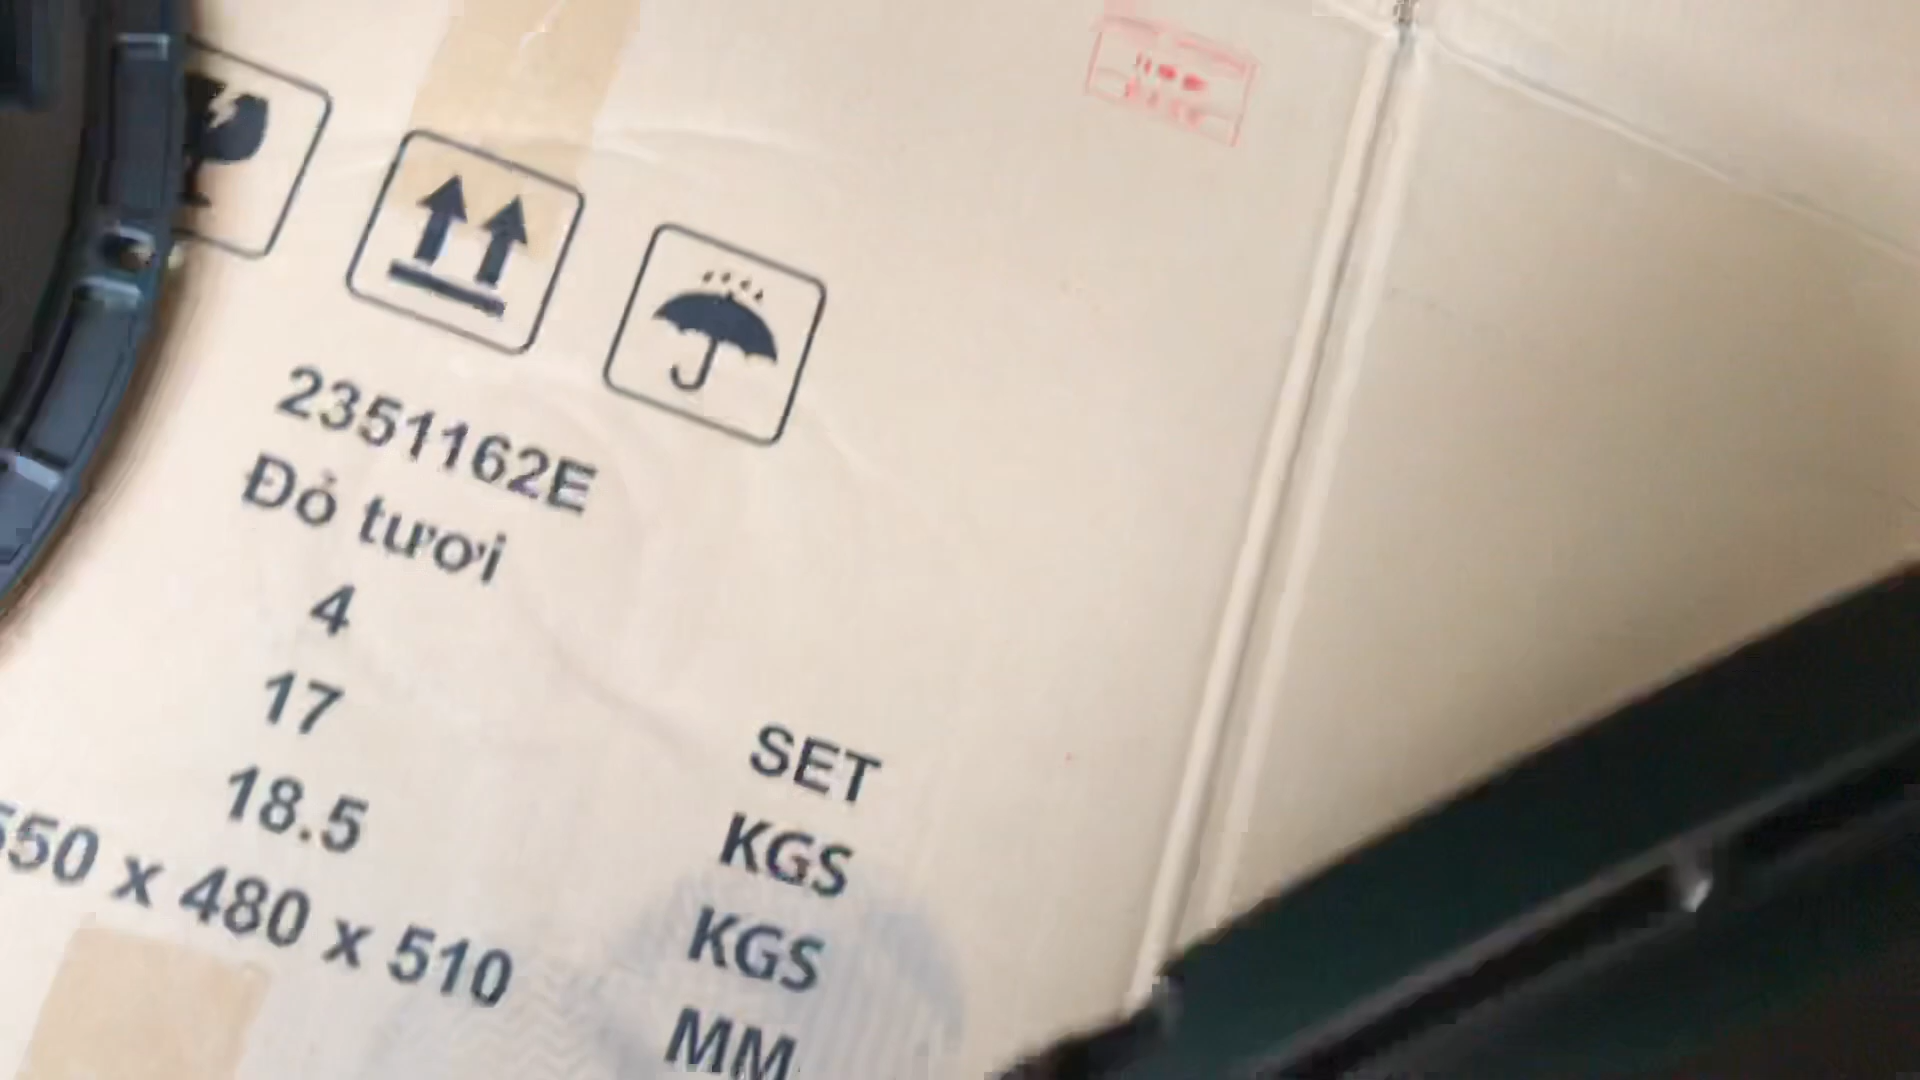 2351162E
Đỏ tươi
4 SET
17 KGS
18.5 KGS
550 x 480 x 510 MM